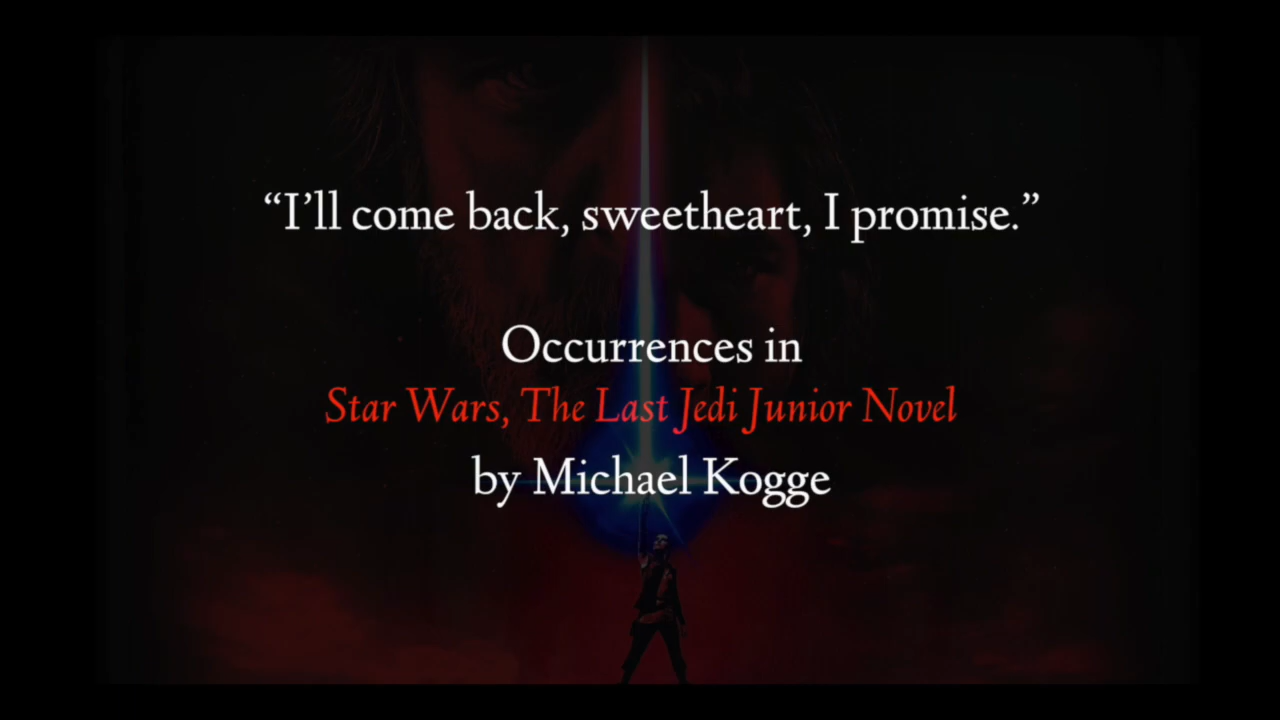 “I’ll come back, sweetheart, I promise.”
Occurrences in
Star Wars, The Last Jedi Junior Novel
by Michael Kogge